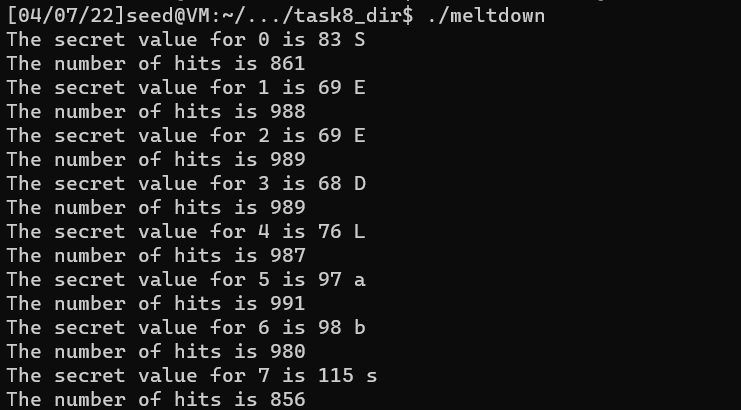 [04/07/22]seed@VM:~/.../task8_dir$ ./meltdown
The secret value for 0 is 83 S
The number of hits is 861
The secret value for 1 is 69 E
The number of hits is 988
The secret value for 2 is 69 E
The number of hits is 989
The secret value for 3 is 68 D
The number of hits is 989
The secret value for 4 is 76 L
The number of hits is 987
The secret value for 5 is 97 a
The number of hits is 991
The secret value for 6 is 98 b
The number of hits is 980
The secret value for 7 is 115 s
The number of hits is 856